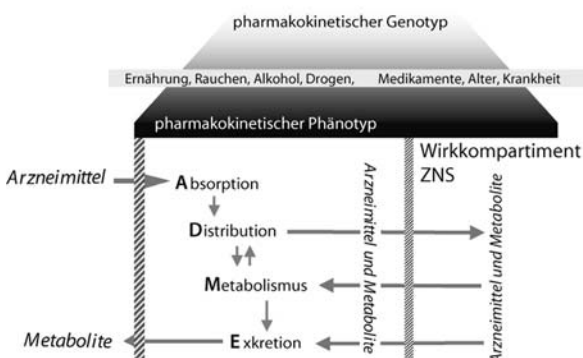 pharmakokinetischer Genotyp
Ernährung, Rauchen, Alkohol, Drogen, Medikamente, Alter, Krankheit
pharmakokinetischer Phänotyp
Wirkkompartiment
ZNS
Arzneimittel
Absorption
Distribution
Metabolismus
Exkretion
Metabolite
Arzneimittel und Metabolite
Arzneimittel und Metabolite